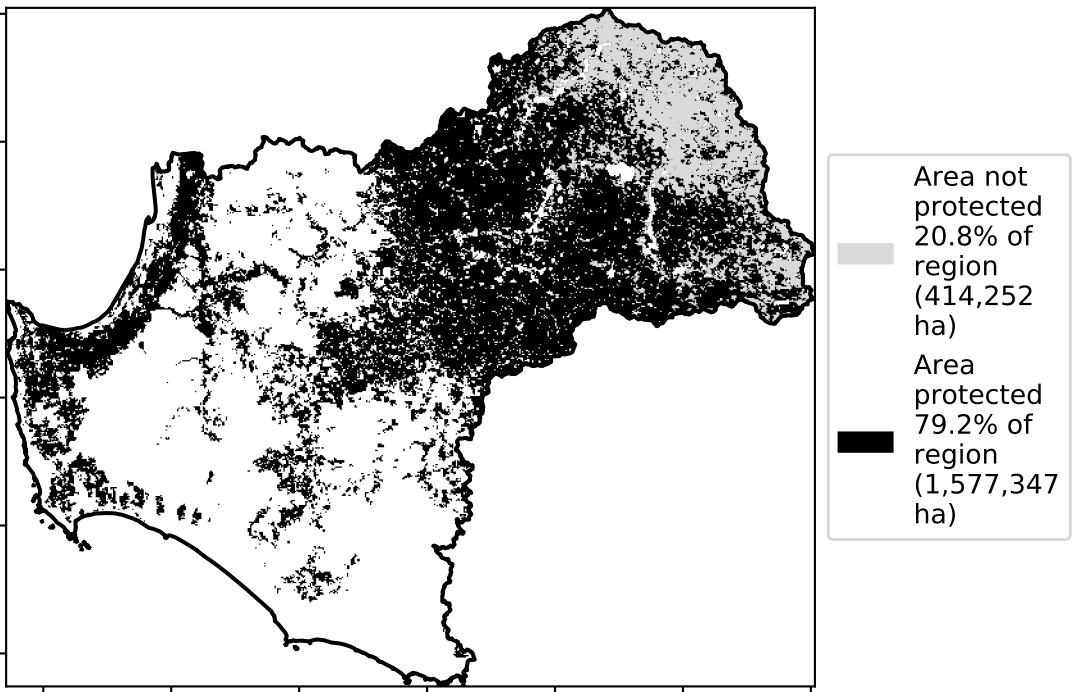 Area not
protected
20.8% of
region
(414,252
ha)
Area
protected
79.2% of
region
(1,577,347
ha)